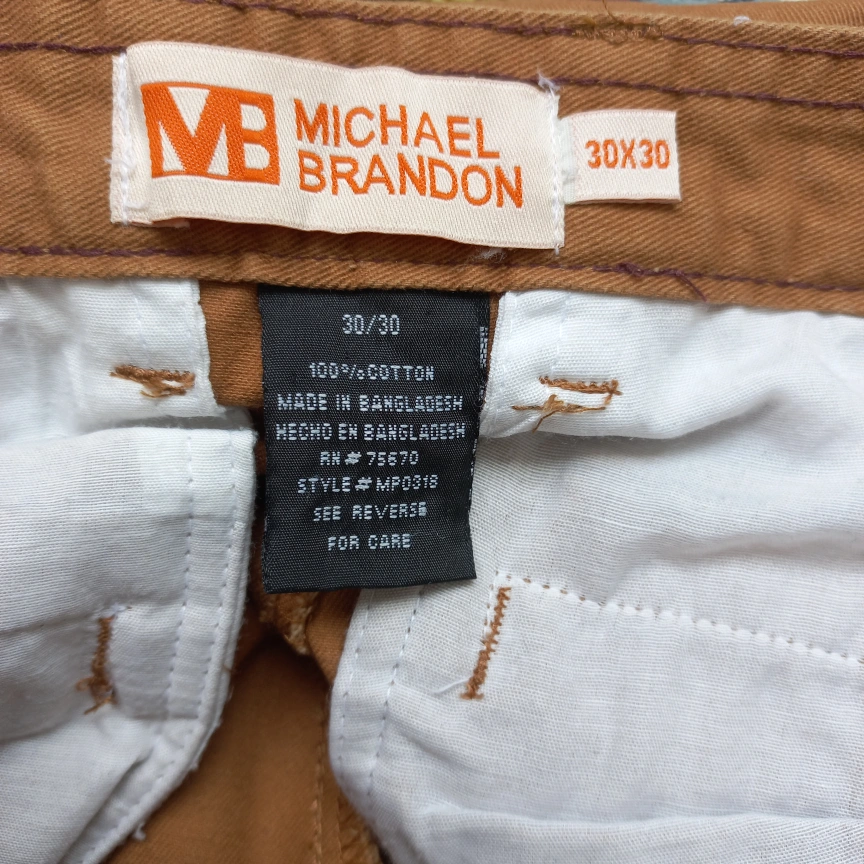 MB
MICHAEL
BRANDON
30X30
30/30
100%COTTON
MADE IN BANGLADESH
HECHO EN BANGLADESH
RN# 75670
STYLE#MP0318
SEE REVERSE
FOR CARE